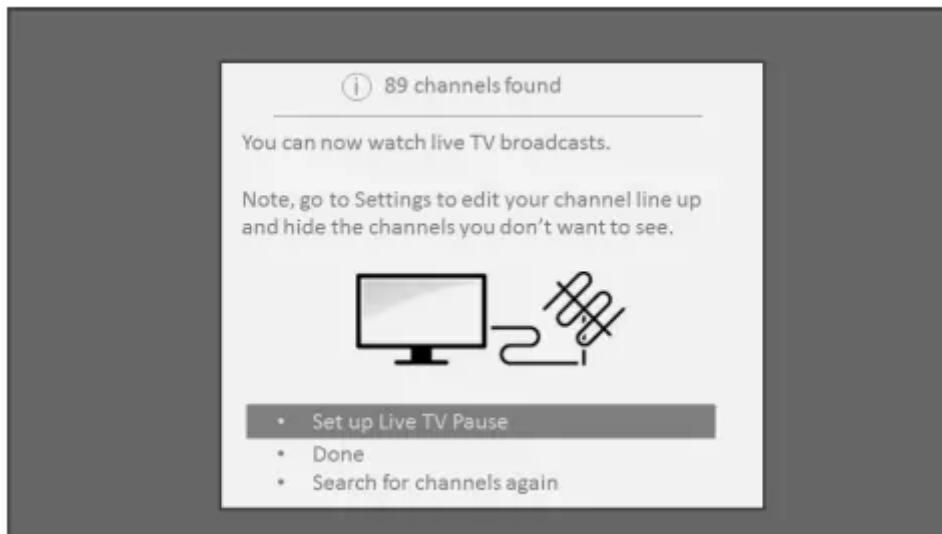 i 89 channels found
You can now watch live TV broadcasts.
Note, go to Settings to edit your channel line up
and hide the channels you don't want to see.
• Set up Live TV Pause
• Done
• Search for channels again